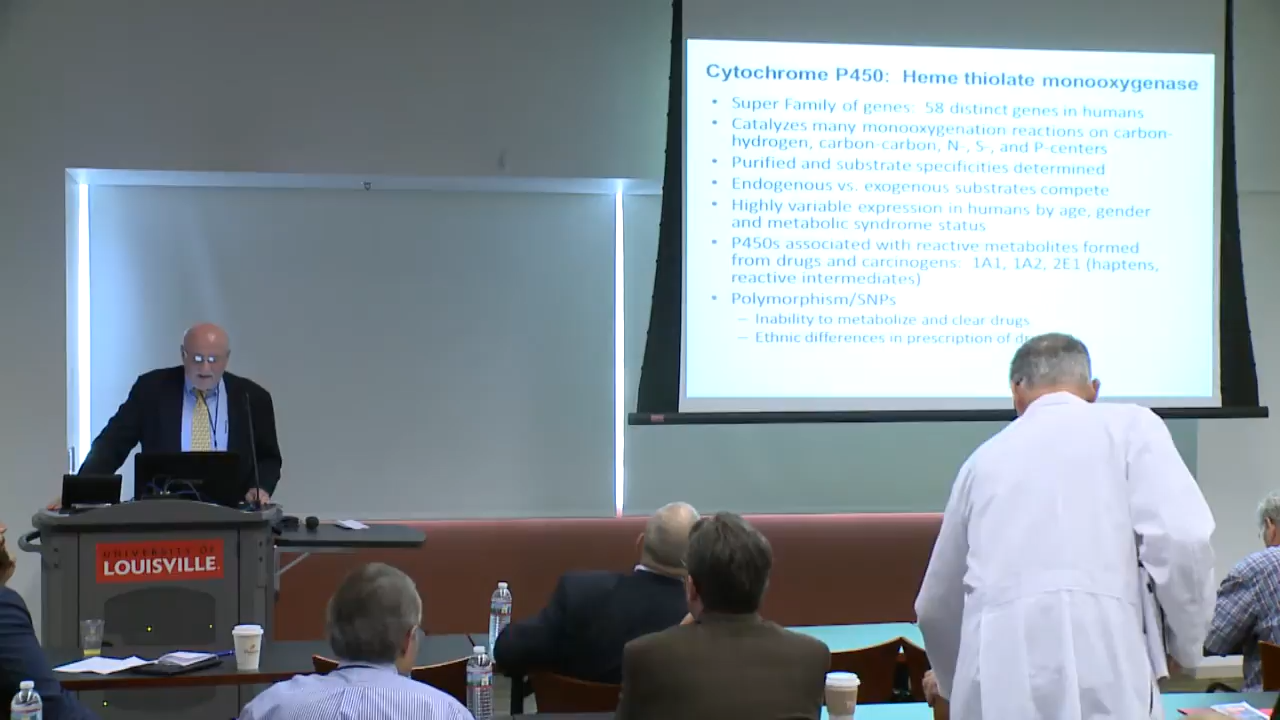 Cytochrome P450: Heme thiolate monooxygenase
• Super Family of genes: 58 distinct genes in humans
• Catalyzes many monooxygenation reactions on carbon-
hydrogen, carbon-carbon, N-, S-, and P-centers
• Purified and substrate specificities determined
• Endogenous vs. exogenous substrates compete
• Highly variable expression in humans by age, gender
and metabolic syndrome status
• P450s associated with reactive metabolites formed
from drugs and carcinogens: 1A1, 1A2, 2E1 (haptens,
reactive intermediates)
• Polymorphism/SNPs
– Inability to metabolize and clear drugs
– Ethnic differences in prescription of
UNIVERSITY OF
LOUISVILLE.